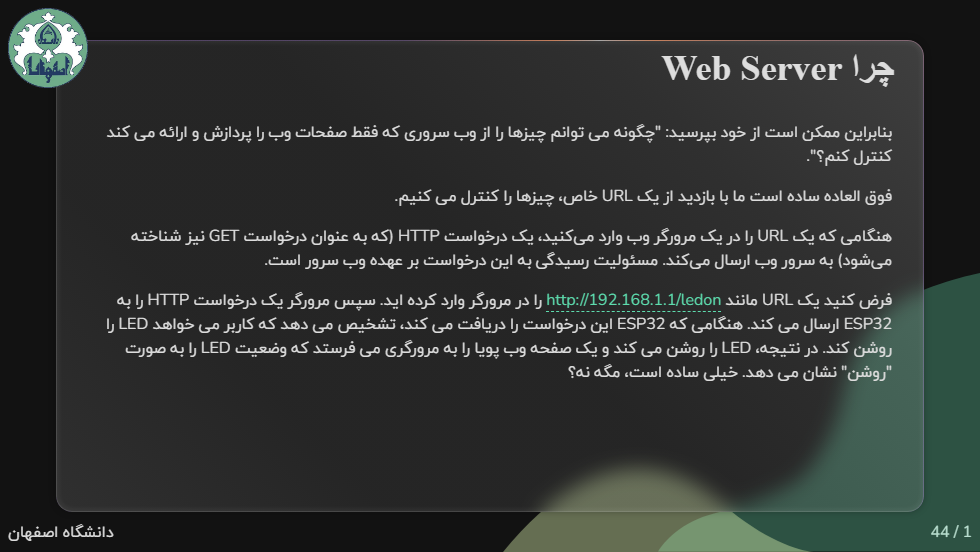 چرا Web Server
بنابراین ممکن است از خود بپرسید: "چگونه می توانم چیزها را از وب سروری که فقط صفحات وب را پردازش و ارائه می کند
کنترل کنم؟".
فوق العاده ساده است ما با بازدید از یک URL خاص، چیزها را کنترل می کنیم.
هنگامی که یک URL را در یک مرورگر وب وارد می‌کنید، یک درخواست HTTP (که به عنوان درخواست GET نیز شناخته
می‌شود) به سرور وب ارسال می‌کند. مسئولیت رسیدگی به این درخواست بر عهده وب سرور است.
فرض کنید یک URL مانند http://192.168.1.1/ledon را در مرورگر وارد کرده اید. سپس مرورگر یک درخواست HTTP را به
ESP32 ارسال می کند. هنگامی که ESP32 این درخواست را دریافت می کند، تشخیص می دهد که کاربر می خواهد LED را
روشن کند. در نتیجه، LED را روشن می کند و یک صفحه وب پویا را به مرورگری می فرستد که وضعیت LED را به صورت
"روشن" نشان می دهد. خیلی ساده است، مگه نه؟
دانشگاه اصفهان
44 / 1